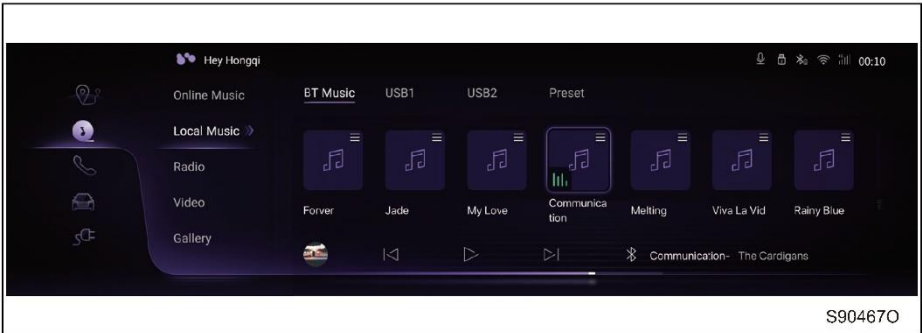 Hey Hongqi
00:10
Online Music
BT Music USB1 USB2 Preset
Local Music
Radio
Video
Gallery
Forver Jade My Love Communica
tion Melting Viva La Vid Rainy Blue
Communication- The Cardigans
S90467O